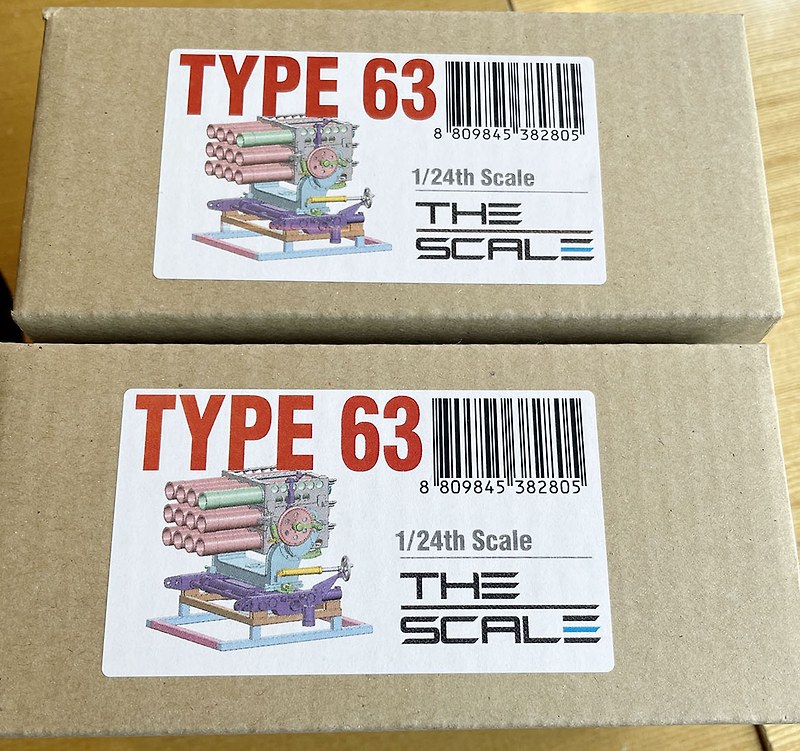 TYPE 63
8 809845 382805
1/24th Scale
THE
SCALE
TYPE 63
8 809845 382805
1/24th Scale
THE
SCALE